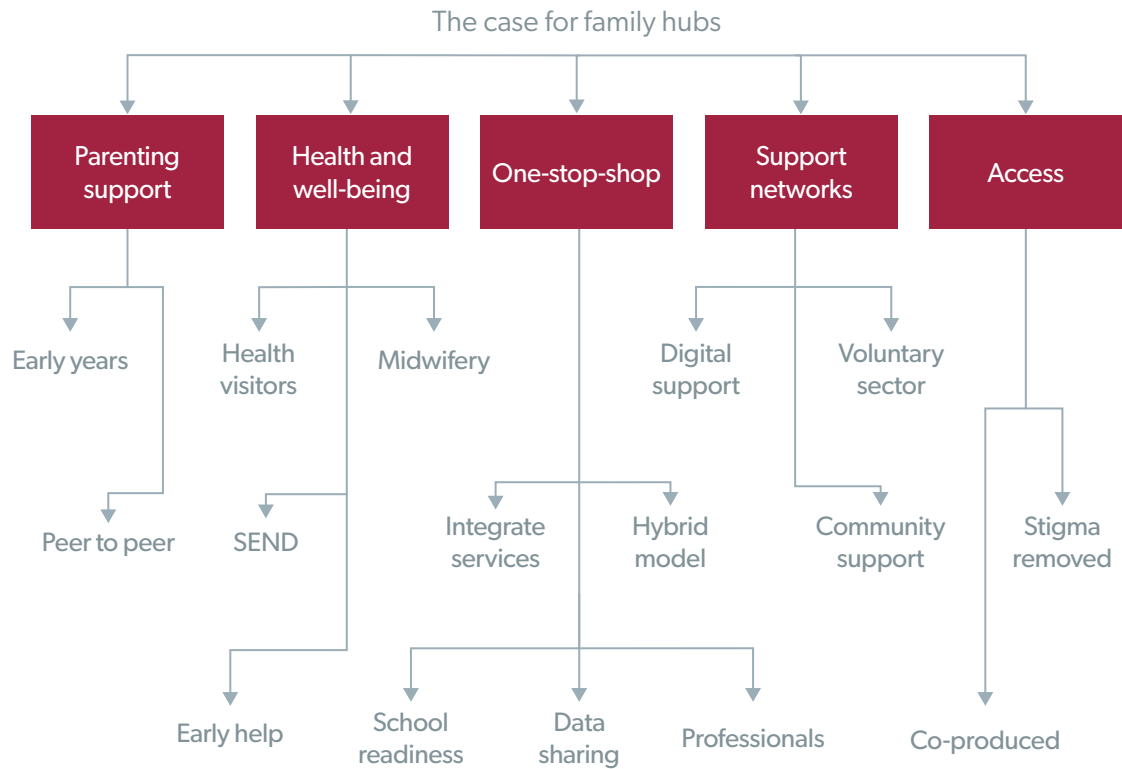 The case for family hubs
Parenting
support
Health and
well-being
One-stop-shop
Support
networks
Access
Early years
Health
visitors
Midwifery
Digital
support
Voluntary
sector
Peer to peer
SEND
Integrate
services
Hybrid
model
Community
support
Stigma
removed
Early help
School
readiness
Data
sharing
Professionals
Co-produced